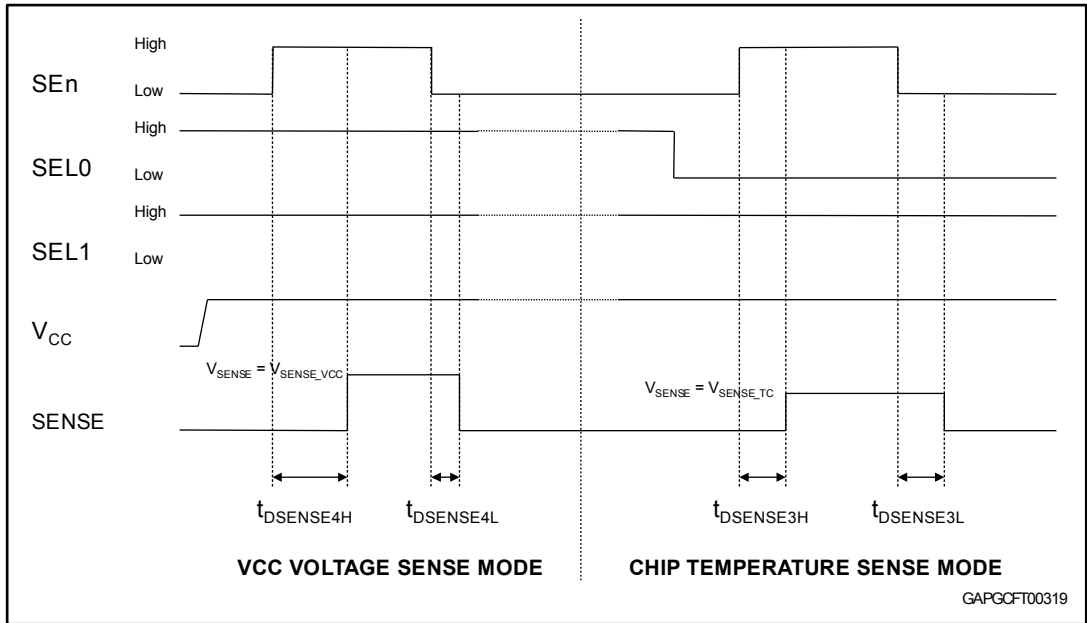 High
SEn
Low
High
SEL0
Low
High
SEL1
Low
VCC
VSENSE = VSENSE_VCC
VSENSE = VSENSE_TC
SENSE
tDSENSE4H tDSENSE4L tDSENSE3H tDSENSE3L
VCC VOLTAGE SENSE MODE CHIP TEMPERATURE SENSE MODE
GAPGCFT00319